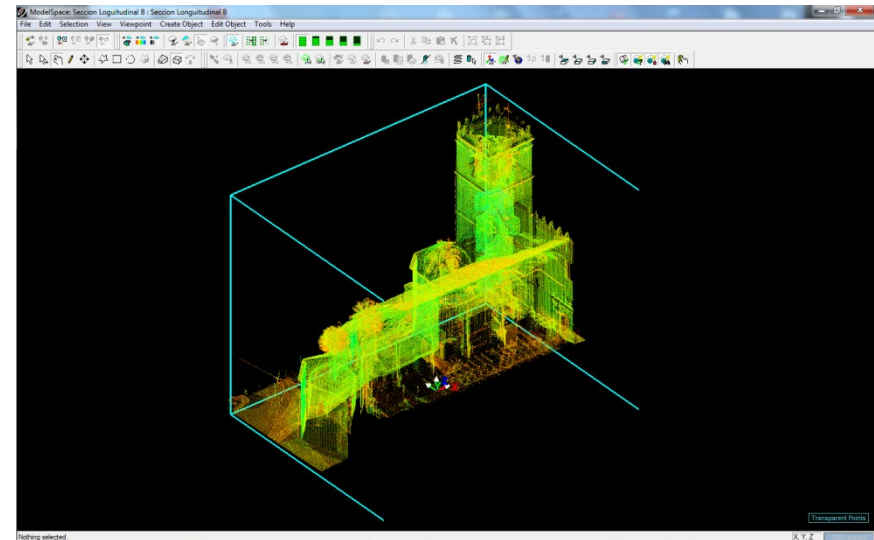 ModelSpace: Seccion Loguitudinal B : Seccion Longuitudinal B
File Edit Selection View Viewpoint Create Object Edit Object Tools Help
Transparent Points
Nothing selected. X, Y, Z